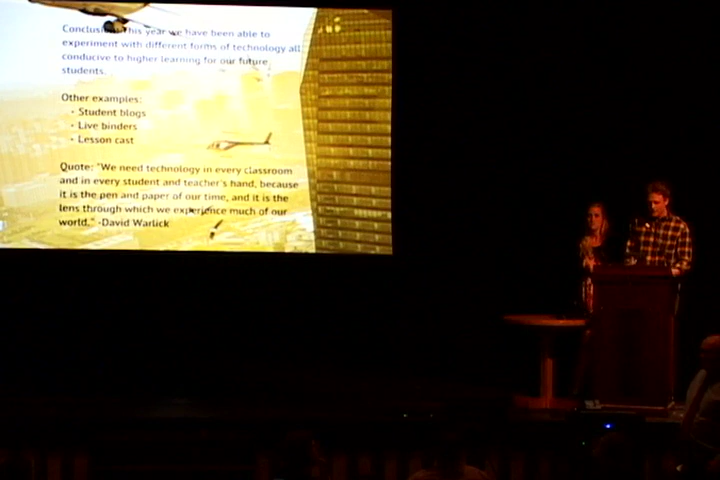 Conclusion: This year we have been able to
experiment with different forms of technology all
conducive to higher learning for our future
students.
Other examples:
- Student blogs
- Live binders
- Lesson cast
Quote: "We need technology in every classroom
and in every student and teacher's hand, because
it is the pen and paper of our time, and it is the
lens through which we experience much of our
world." -David Warlick